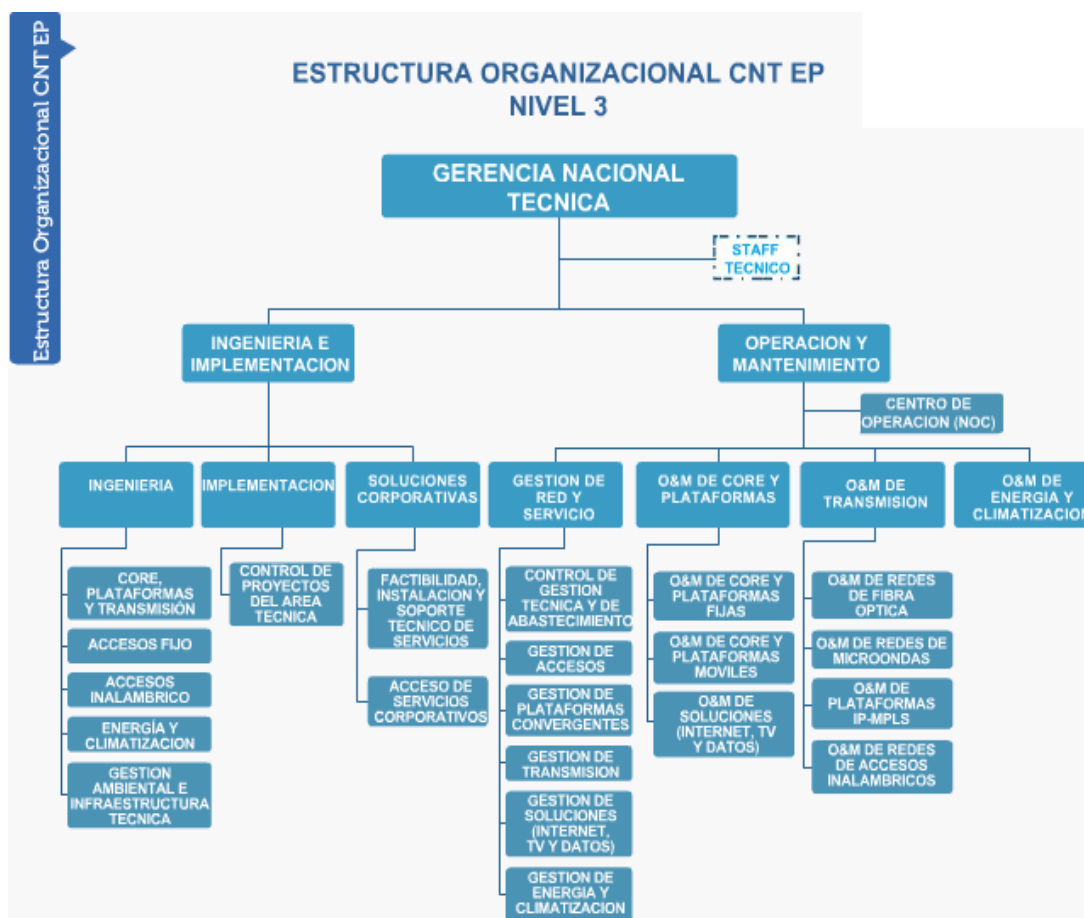 Estructura Organizacional CNT EP
ESTRUCTURA ORGANIZACIONAL CNT EP
NIVEL 3
GERENCIA NACIONAL
TECNICA
STAFF
TECNICO
INGENIERIA E
IMPLEMENTACION
OPERACION Y
MANTENIMIENTO
CENTRO DE
OPERACION (NOC)
INGENIERIA
IMPLEMENTACION
SOLUCIONES
CORPORATIVAS
GESTION DE
RED Y
SERVICIO
O&M DE CORE Y
PLATAFORMAS
O&M DE
TRANSMISION
O&M DE
ENERGIA Y
CLIMATIZACION
CORE,
PLATAFORMAS
Y TRANSMISIÓN
ACCESOS FIJO
ACCESOS
INALAMBRICO
ENERGÍA Y
CLIMATIZACION
GESTION
AMBIENTAL E
INFRAESTRUCTURA
TECNICA
CONTROL DE
PROYECTOS
DEL AREA
TECNICA
FACTIBILIDAD,
INSTALACION Y
SOPORTE
TECNICO DE
SERVICIOS
ACCESO DE
SERVICIOS
CORPORATIVOS
CONTROL DE
GESTION
TECNICA Y DE
ABASTECIMIENTO
GESTION DE
ACCESOS
GESTION DE
PLATAFORMAS
CONVERGENTES
GESTION DE
TRANSMISION
GESTION DE
SOLUCIONES
(INTERNET,
TV Y DATOS)
GESTION DE
ENERGIA Y
CLIMATIZACION
O&M DE CORE Y
PLATAFORMAS
FIJAS
O&M DE CORE Y
PLATAFORMAS
MOVILES
O&M DE
SOLUCIONES
(INTERNET, TV
Y DATOS)
O&M DE REDES
DE FIBRA
OPTICA
O&M DE REDES DE
MICROONDAS
O&M DE
PLATAFORMAS
IP-MPLS
O&M DE REDES
DE ACCESOS
INALAMBRICOS